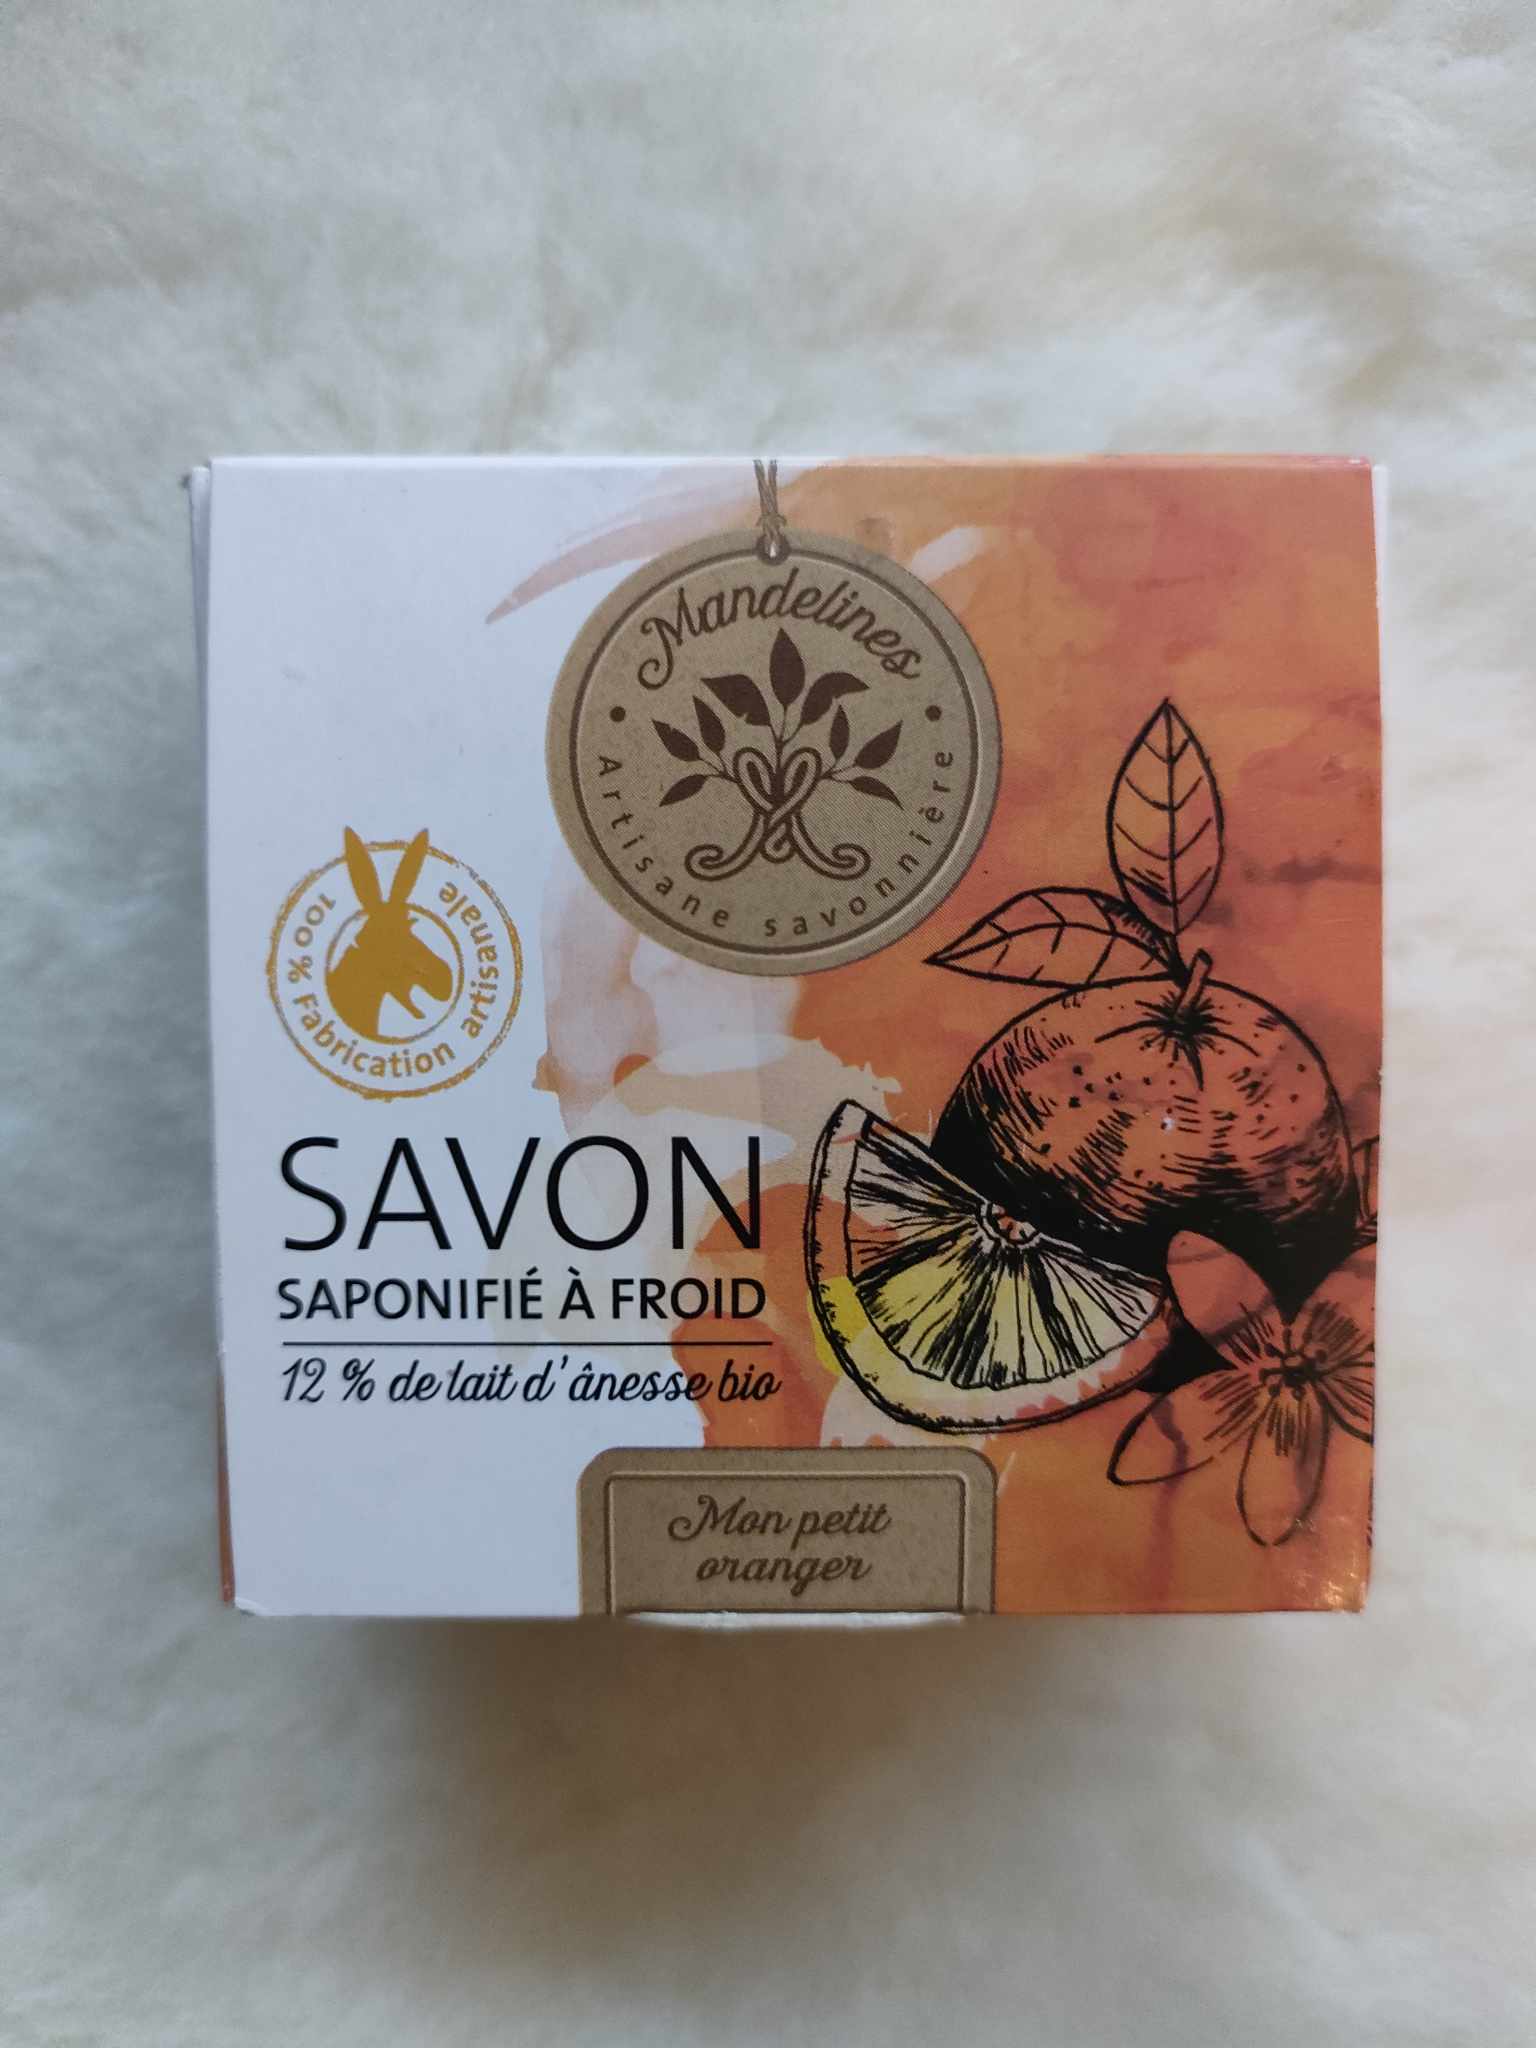 Mandelines
Artisane savonnière
100% Fabrication artisanale
SAVON
SAPONIFIÉ À FROID
12 % de lait d'ânesse bio
Mon petit
oranger